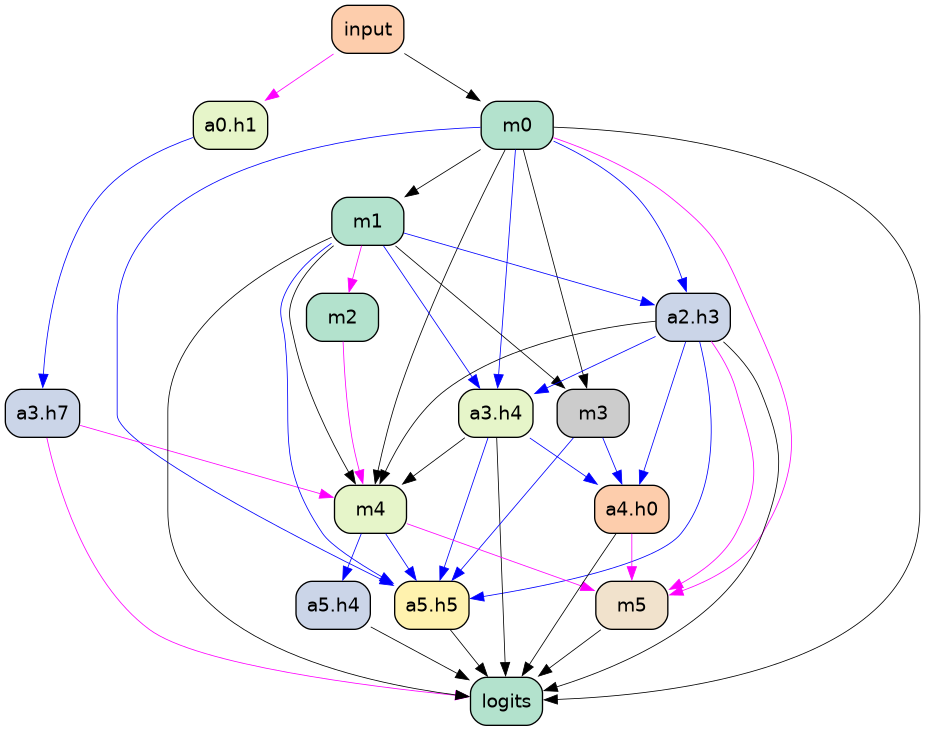 input
a0.h1
m0
m1
m2
a2.h3
a3.h7
a3.h4
m3
m4
a4.h0
a5.h4
a5.h5
m5
logits